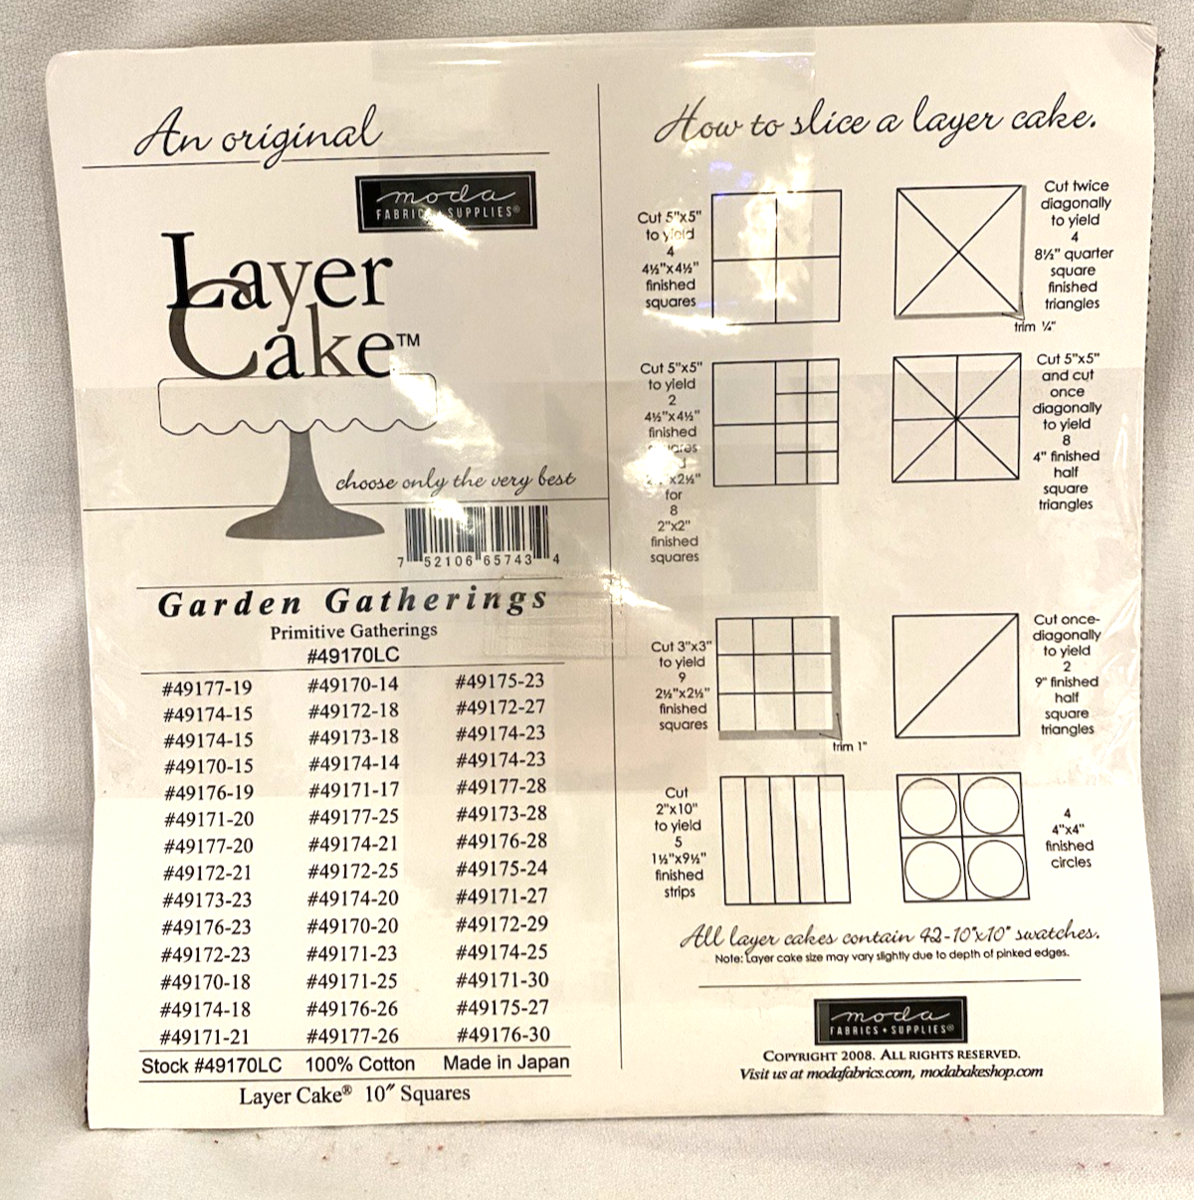 An original
moda
FABRICS + SUPPLIES®
Layer
Cake™
choose only the very best
7 52106 65743 4
Garden Gatherings
Primitive Gatherings
#49170LC
#49177-19 #49170-14 #49175-23
#49174-15 #49172-18 #49172-27
#49174-15 #49173-18 #49174-23
#49170-15 #49174-14 #49174-23
#49176-19 #49171-17 #49177-28
#49171-20 #49177-25 #49173-28
#49177-20 #49174-21 #49176-28
#49172-21 #49172-25 #49175-24
#49173-23 #49174-20 #49171-27
#49176-23 #49170-20 #49172-29
#49172-23 #49171-23 #49174-25
#49170-18 #49171-25 #49171-30
#49174-18 #49176-26 #49175-27
#49171-21 #49177-26 #49176-30
Stock #49170LC 100% Cotton Made in Japan
Layer Cake® 10" Squares
How to slice a layer cake.
Cut 5"x5"
to yield
4
4½"x4½"
finished
squares
Cut twice
diagonally
to yield
4
8½" quarter
square
finished
triangles
trim ¼"
Cut 5"x5"
to yield
2
4½"x4½"
finished
x2½"
for
8
2"x2"
finished
squares
Cut 5"x5"
and cut
once
diagonally
to yield
8
4" finished
half
square
triangles
Cut 3"x3"
to yield
9
2½"x2½"
finished
squares
trim 1"
Cut once-
diagonally
to yield
2
9" finished
half
square
triangles
Cut
2"x10"
to yield
5
1½"x9½"
finished
strips
4
4"x4"
finished
circles
All layer cakes contain 42-10"x10" swatches.
Note: Layer cake size may vary slightly due to depth of pinked edges.
moda
FABRICS + SUPPLIES®
COPYRIGHT 2008. ALL RIGHTS RESERVED.
Visit us at modafabrics.com, modabakeshop.com